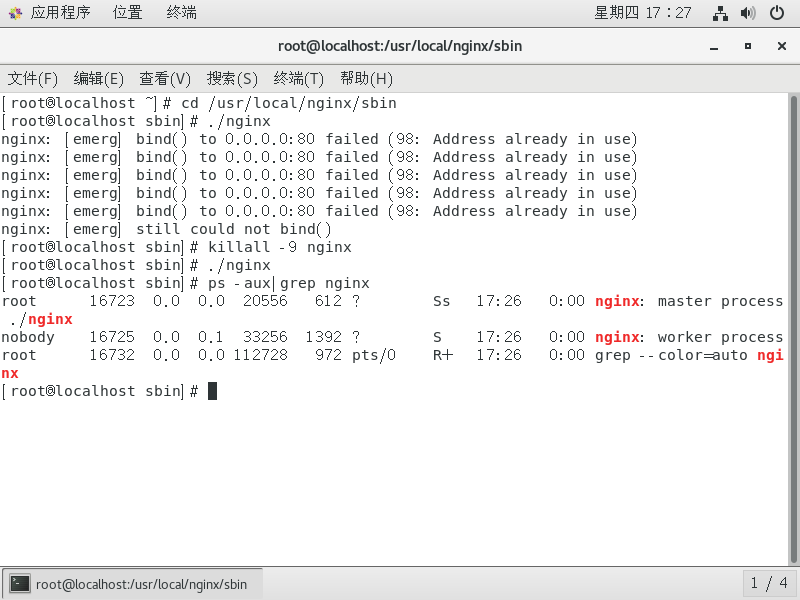 应用程序 位置 终端 星期四 17：27
root@localhost:/usr/local/nginx/sbin
文件(F) 编辑(E) 查看(V) 搜索(S) 终端(T) 帮助(H)
[root@localhost ~]# cd /usr/local/nginx/sbin
[root@localhost sbin]# ./nginx
nginx: [emerg] bind() to 0.0.0.0:80 failed (98: Address already in use)
nginx: [emerg] bind() to 0.0.0.0:80 failed (98: Address already in use)
nginx: [emerg] bind() to 0.0.0.0:80 failed (98: Address already in use)
nginx: [emerg] bind() to 0.0.0.0:80 failed (98: Address already in use)
nginx: [emerg] bind() to 0.0.0.0:80 failed (98: Address already in use)
nginx: [emerg] still could not bind()
[root@localhost sbin]# killall -9 nginx
[root@localhost sbin]# ./nginx
[root@localhost sbin]# ps -aux|grep nginx
root      16723  0.0  0.0  20556   612 ?        Ss   17:26   0:00 nginx: master process
 ./nginx
nobody    16725  0.0  0.1  33256  1392 ?        S    17:26   0:00 nginx: worker process
root      16732  0.0  0.0 112728   972 pts/0    R+   17:26   0:00 grep --color=auto ngi
nx
[root@localhost sbin]#
root@localhost:/usr/local/nginx/sbin 1 / 4